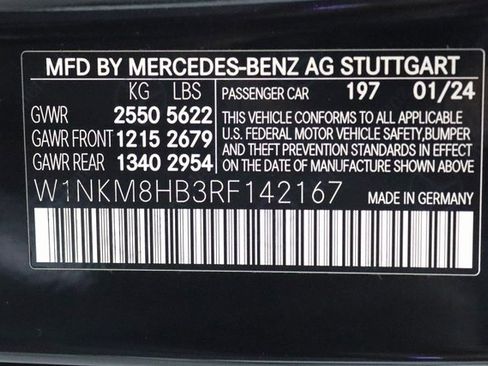 MFD BY MERCEDES-BENZ AG STUTTGART
KG LBS PASSENGER CAR 197 01/24
GVWR 2550 5622 THIS VEHICLE CONFORMS TO ALL APPLICABLE
GAWR FRONT 1215 2679 U.S. FEDERAL MOTOR VEHICLE SAFETY,BUMPER
GAWR REAR 1340 2954 AND THEFT PREVENTION STANDARDS IN EFFECT
ON THE DATE OF MANUFACTURE SHOWN ABOVE.
W1NKM8HB3RF142167 MADE IN GERMANY